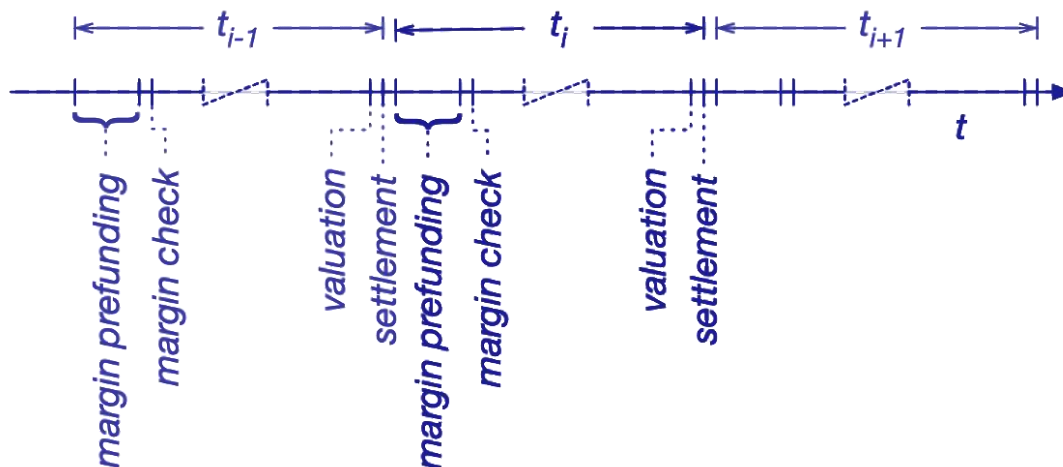 t_{i-1}
t_i
t_{i+1}
t
margin prefunding
margin check
valuation
settlement
margin prefunding
margin check
valuation
settlement